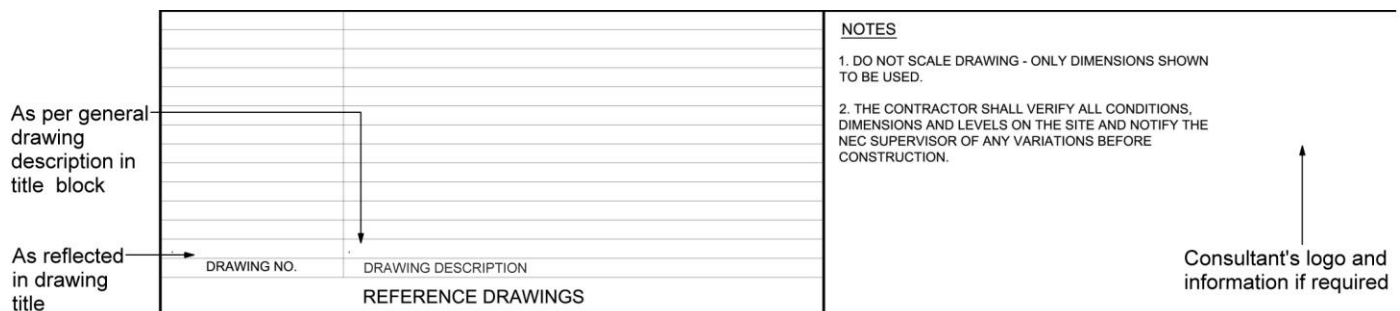 As per general
drawing
description in
title block
As reflected
in drawing
title
DRAWING NO.
DRAWING DESCRIPTION
REFERENCE DRAWINGS
NOTES
1. DO NOT SCALE DRAWING - ONLY DIMENSIONS SHOWN
TO BE USED.
2. THE CONTRACTOR SHALL VERIFY ALL CONDITIONS,
DIMENSIONS AND LEVELS ON THE SITE AND NOTIFY THE
NEC SUPERVISOR OF ANY VARIATIONS BEFORE
CONSTRUCTION.
Consultant's logo and
information if required